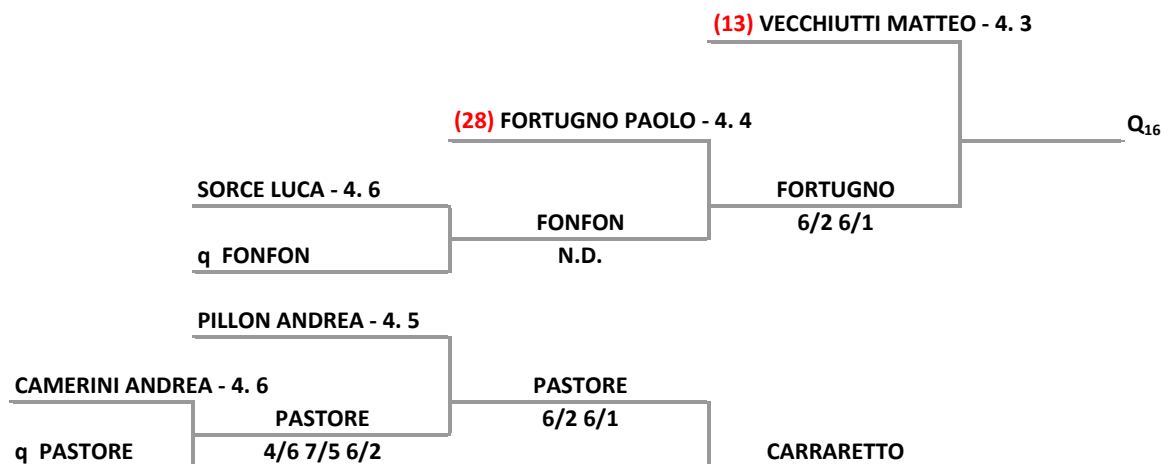 (13) VECCHIUTTI MATTEO - 4. 3
(28) FORTUGNO PAOLO - 4. 4
Q16
SORCE LUCA - 4. 6
FORTUGNO
6/2 6/1
FONFON
N.D.
q FONFON
PILLON ANDREA - 4. 5
CAMERINI ANDREA - 4. 6
PASTORE
6/2 6/1
PASTORE
4/6 7/5 6/2
q PASTORE
CARRARETTO